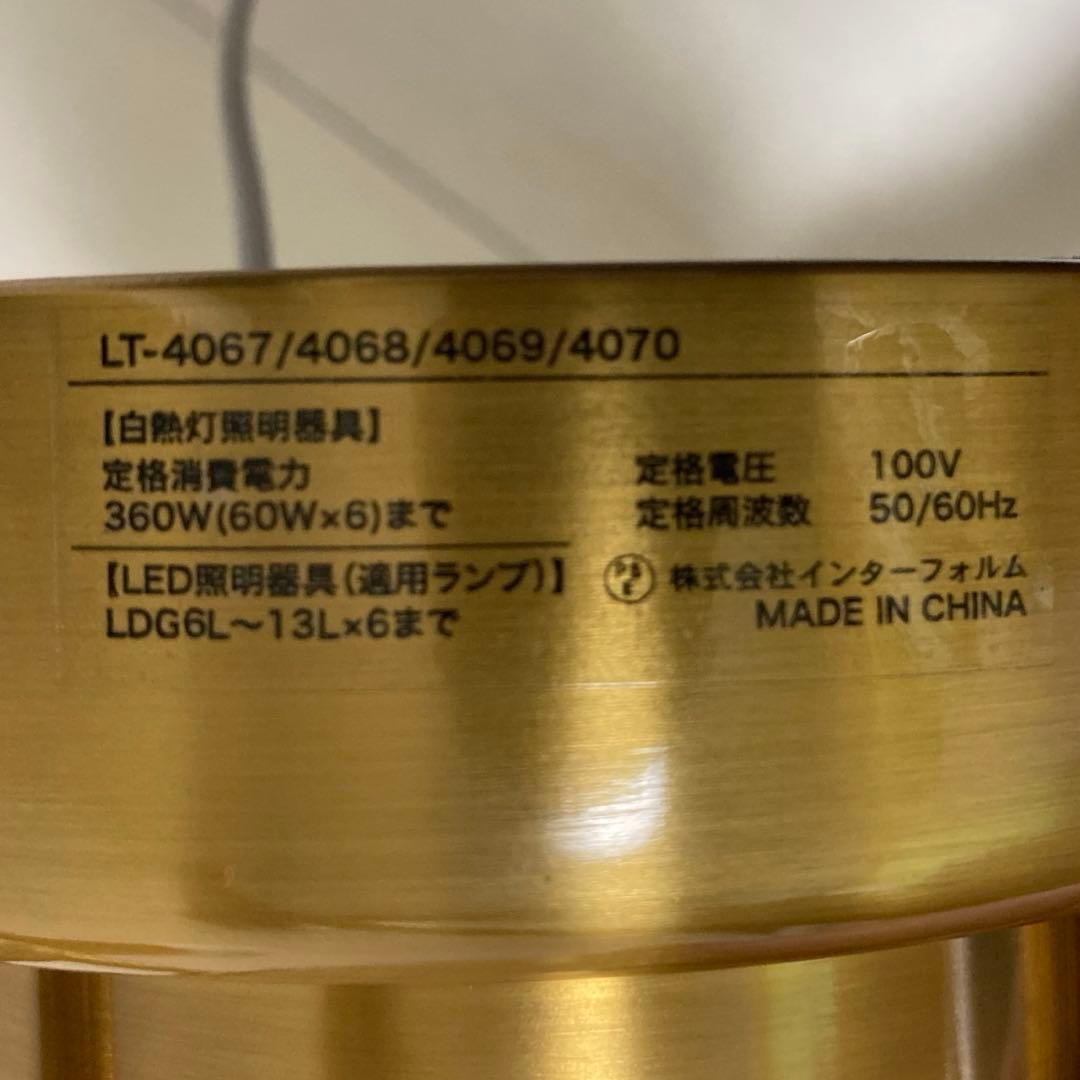 LT-4067/4068/4069/4070
【白熱灯照明器具】
定格消費電力
360W(60W×6)まで
定格電圧 100V
定格周波数 50/60Hz
【LED照明器具(適用ランプ)】
LDG6L〜13L×6まで
PSE 株式会社インターフォルム
MADE IN CHINA